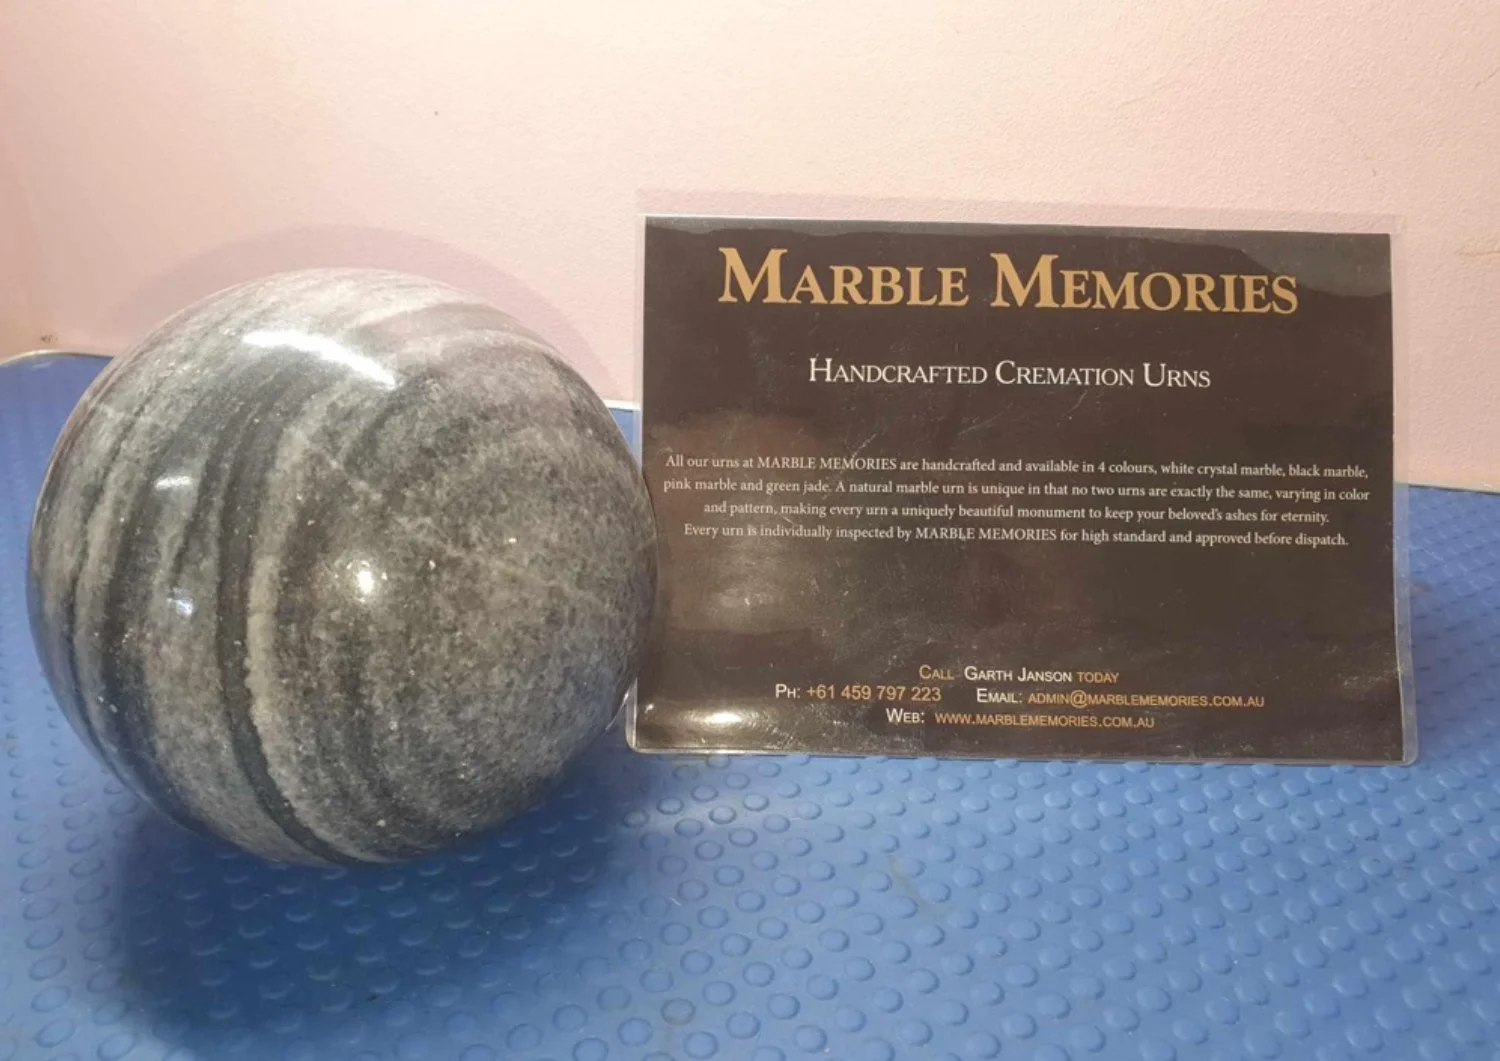 MARBLE MEMORIES
HANDCRAFTED CREMATION URNS
All our urns at MARBLE MEMORIES are handcrafted and available in 4 colours, white crystal marble, black marble,
pink marble and green jade. A natural marble urn is unique in that no two urns are exactly the same, varying in color
and pattern, making every urn a uniquely beautiful monument to keep your beloved's ashes for eternity.
Every urn is individually inspected by MARBLE MEMORIES for high standard and approved before dispatch.
CALL GARTH JANSON TODAY
PH: +61 459 797 223 EMAIL: ADMIN@MARBLEMEMORIES.COM.AU
WEB: WWW.MARBLEMEMORIES.COM.AU